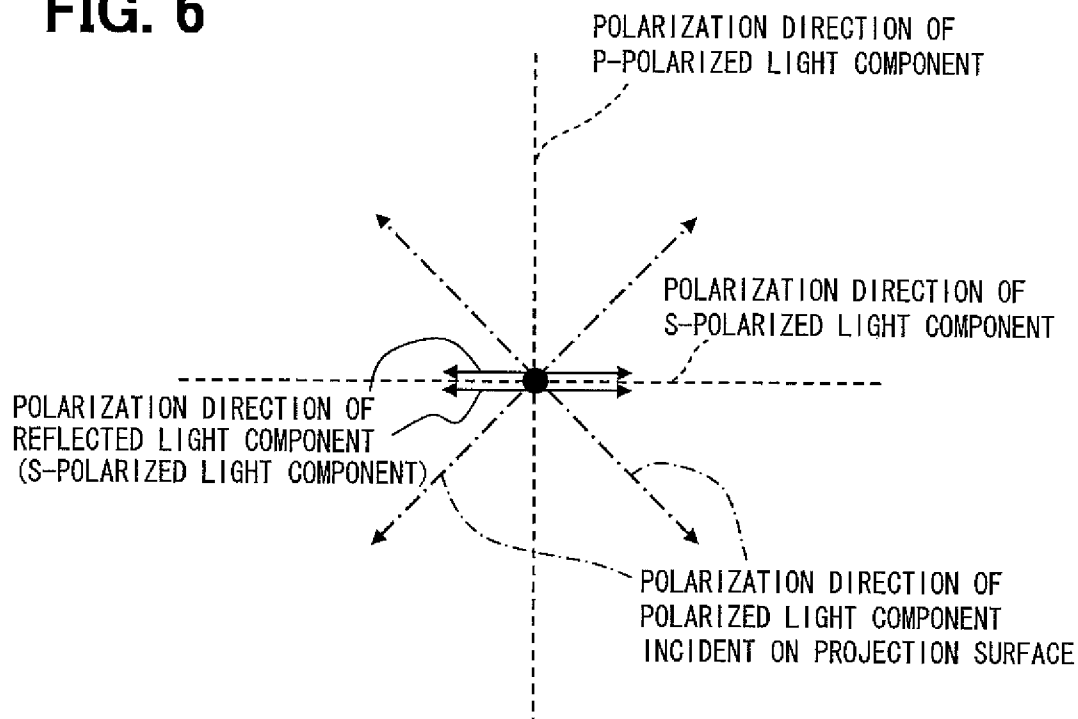 FIG. 6
POLARIZATION DIRECTION OF
P-POLARIZED LIGHT COMPONENT
POLARIZATION DIRECTION OF
S-POLARIZED LIGHT COMPONENT
POLARIZATION DIRECTION OF
REFLECTED LIGHT COMPONENT
(S-POLARIZED LIGHT COMPONENT)
POLARIZATION DIRECTION OF
POLARIZED LIGHT COMPONENT
INCIDENT ON PROJECTION SURFACE